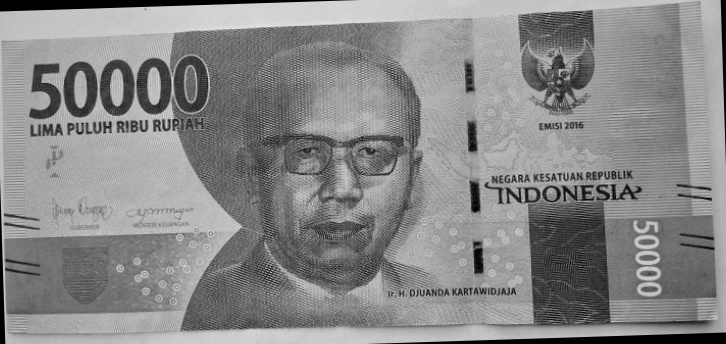 50000
LIMA PULUH RIBU RUPIAH
EMISI 2016
NEGARA KESATUAN REPUBLIK
INDONESIA
GUBERNUR
MENTERI KEUANGAN
50000
Ir. H. DJUANDA KARTAWIDJAJA